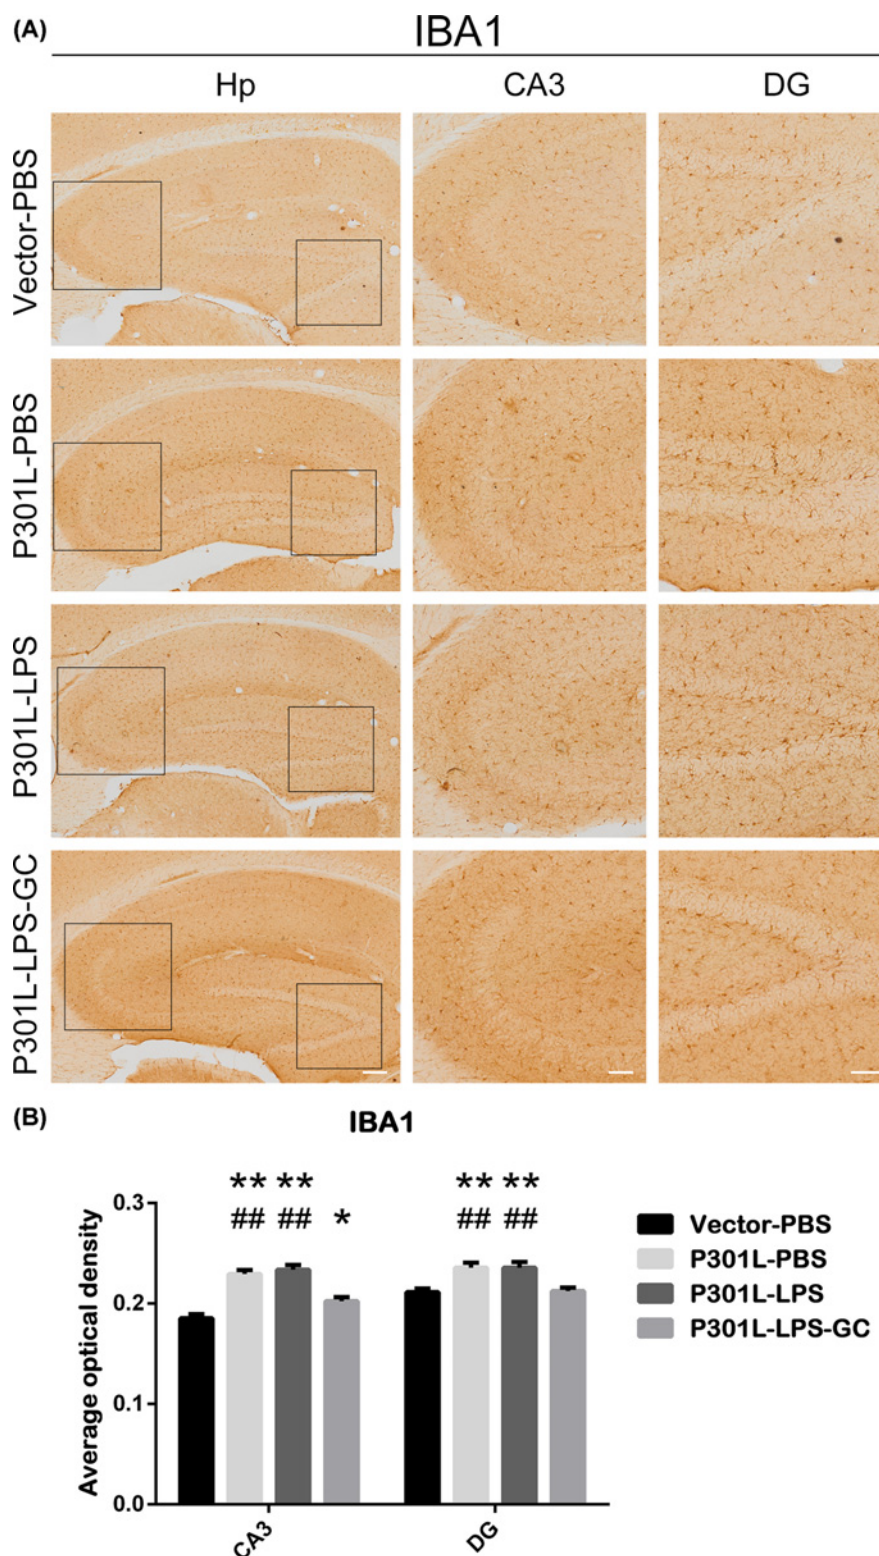 (A)
IBA1
Hp CA3 DG
Vector-PBS
P301L-PBS
P301L-LPS
P301L-LPS-GC
(B)
IBA1
** ** ** **
## ## * ## ##
Average optical density
0.3
0.2
0.1
0.0
CA3 DG
Vector-PBS
P301L-PBS
P301L-LPS
P301L-LPS-GC